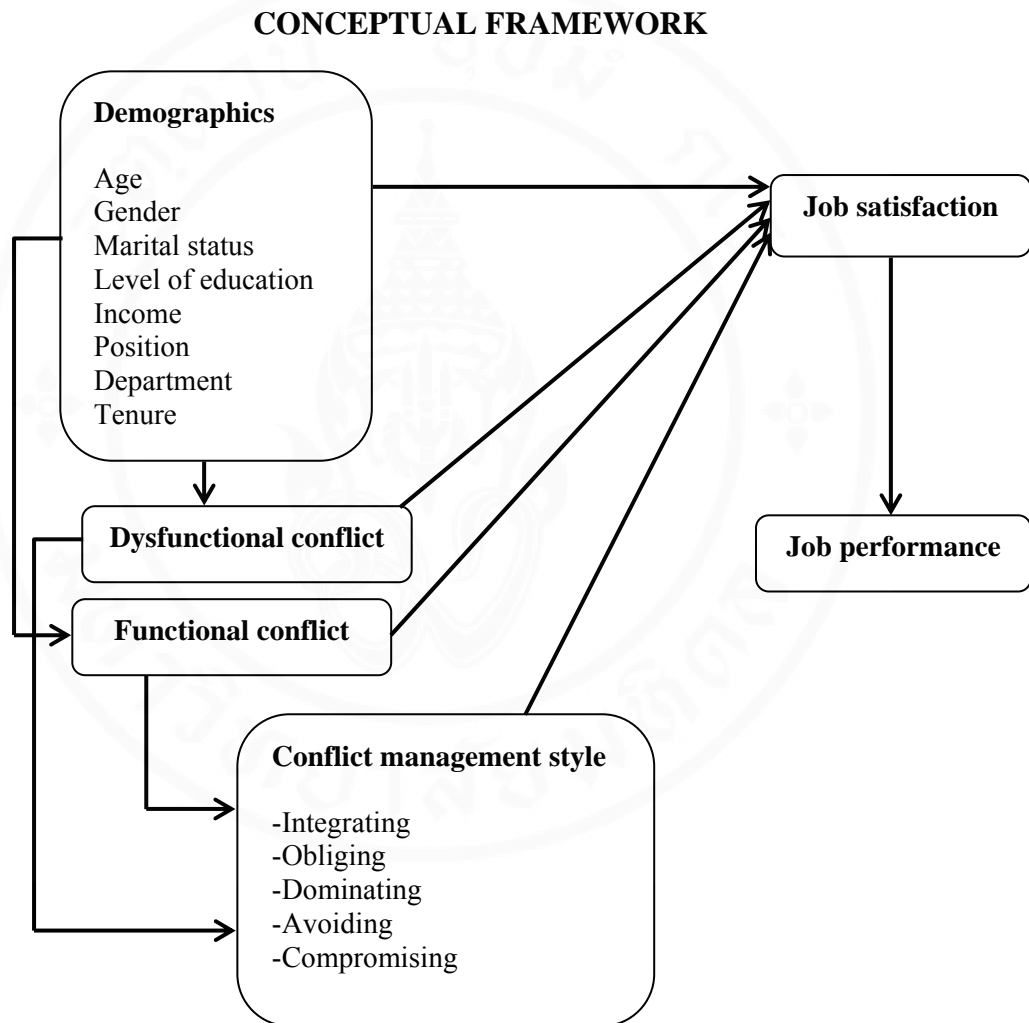 CONCEPTUAL FRAMEWORK
Demographics
Age
Gender
Marital status
Level of education
Income
Position
Department
Tenure
Job satisfaction
Dysfunctional conflict
Job performance
Functional conflict
Conflict management style
-Integrating
-Obliging
-Dominating
-Avoiding
-Compromising